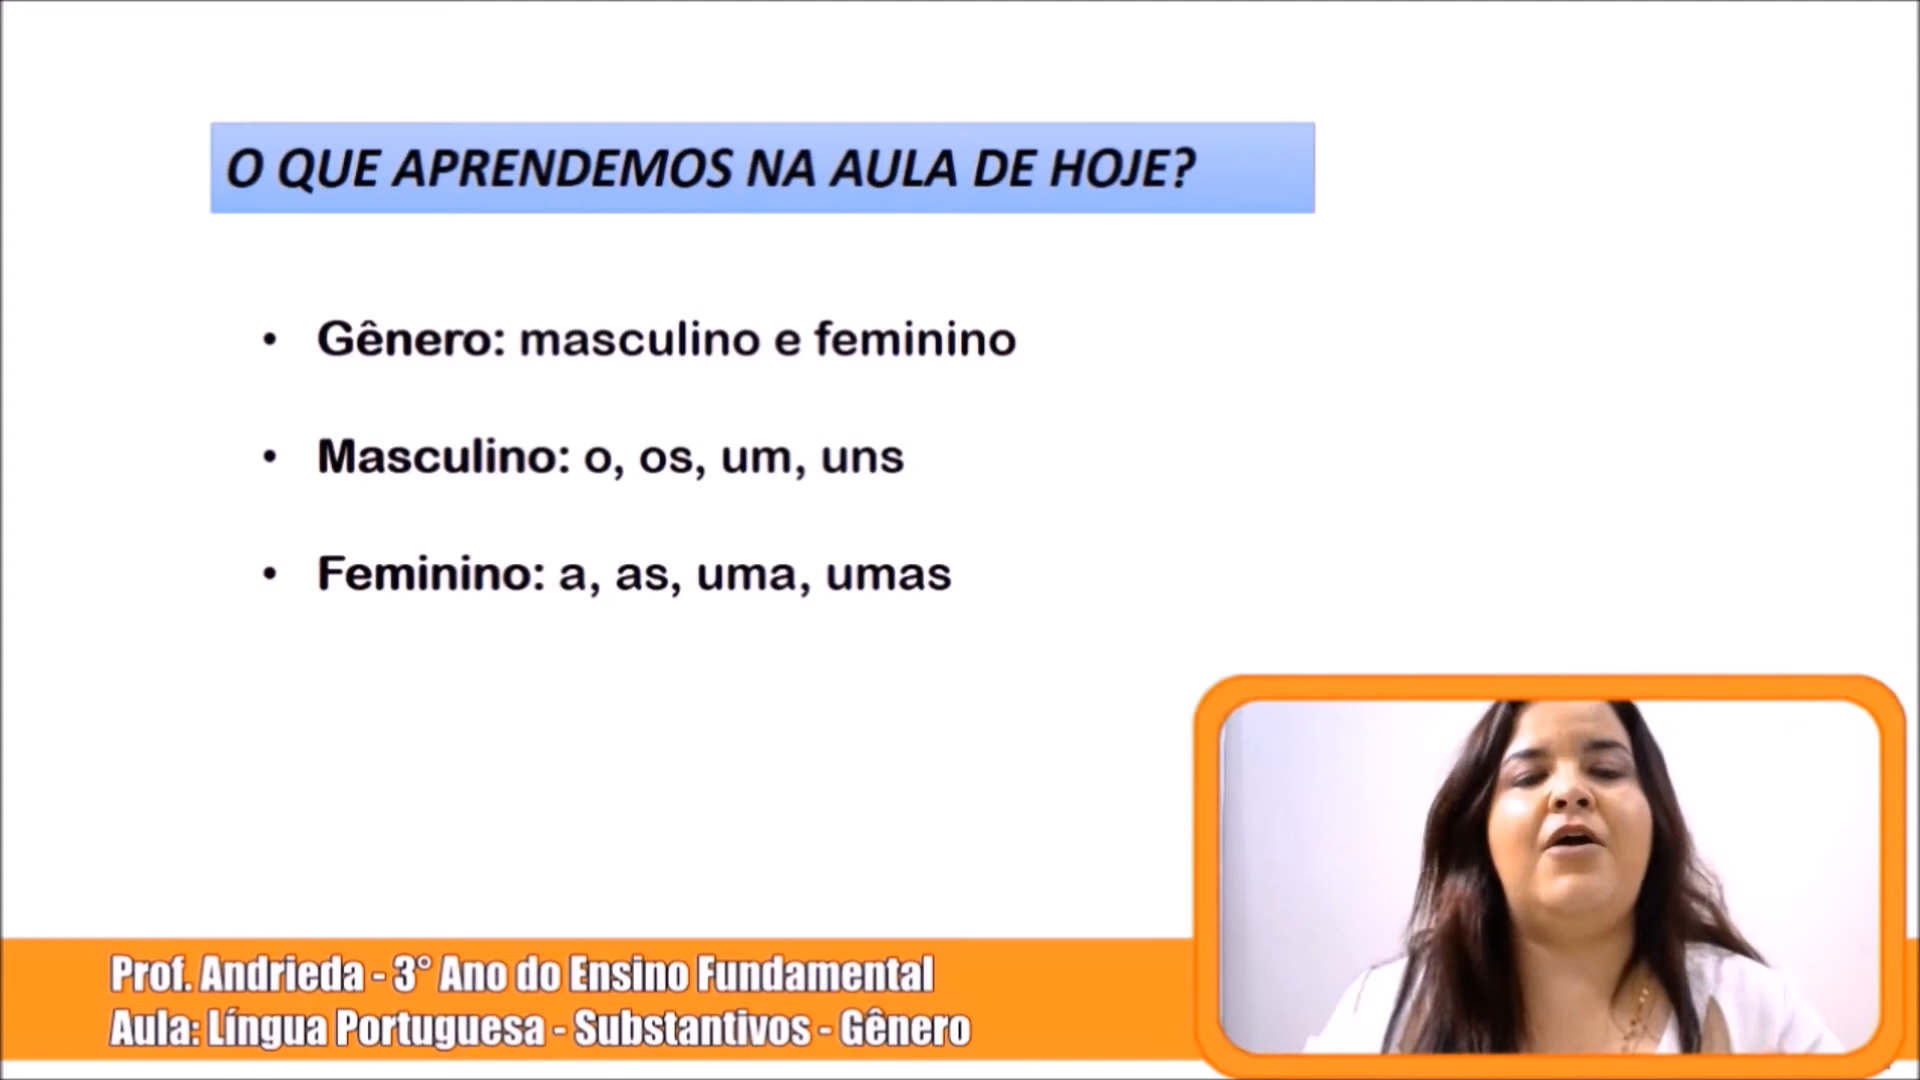 O QUE APRENDEMOS NA AULA DE HOJE?
• Gênero: masculino e feminino
• Masculino: o, os, um, uns
• Feminino: a, as, uma, umas
Prof. Andrieda - 3° Ano do Ensino Fundamental
Aula: Língua Portuguesa - Substantivos - Gênero